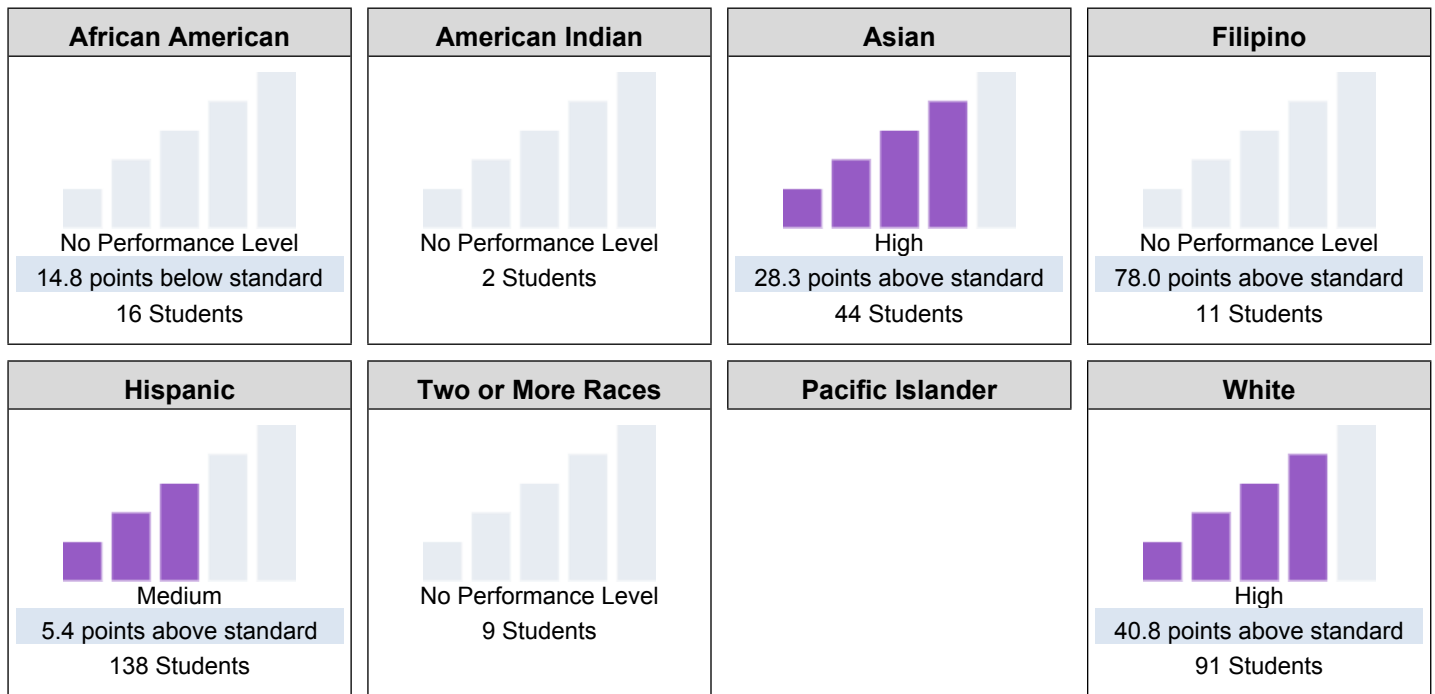 African American
No Performance Level
14.8 points below standard
16 Students
American Indian
No Performance Level
2 Students
Asian
High
28.3 points above standard
44 Students
Filipino
No Performance Level
78.0 points above standard
11 Students
Hispanic
Medium
5.4 points above standard
138 Students
Two or More Races
No Performance Level
9 Students
Pacific Islander
White
High
40.8 points above standard
91 Students